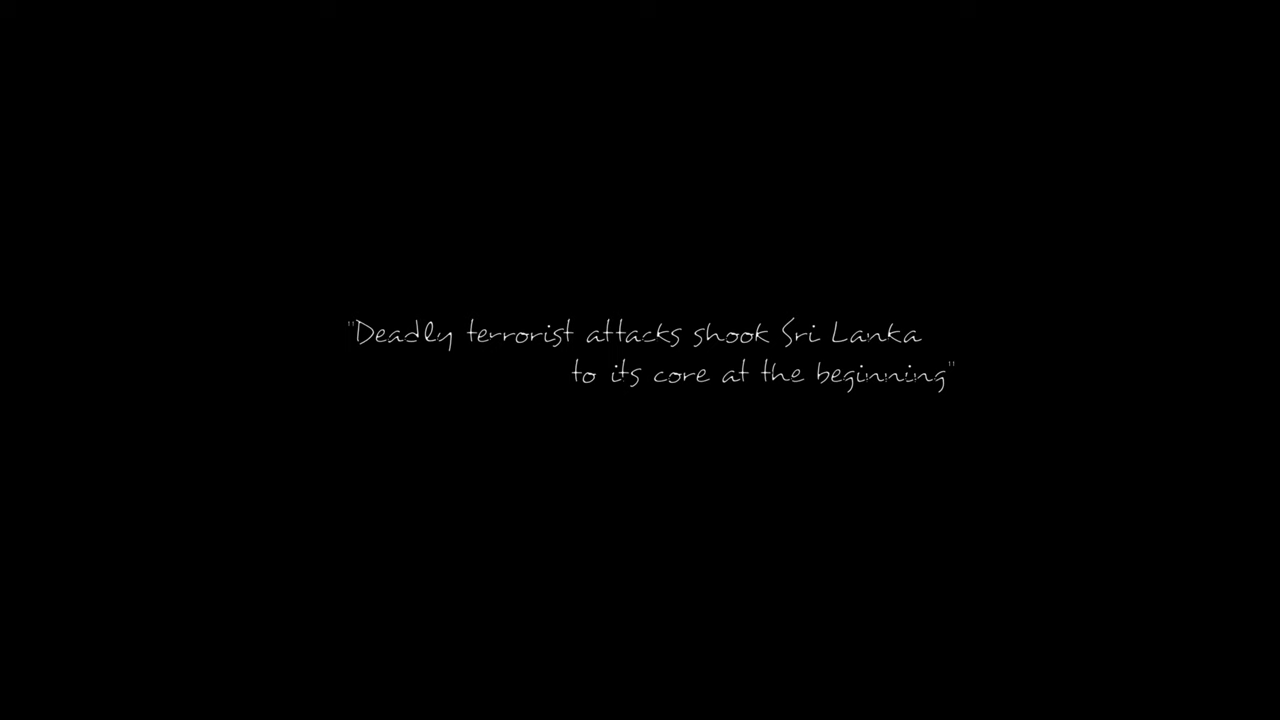 "Deadly terrorist attacks shook Sri Lanka
to its core at the beginning"